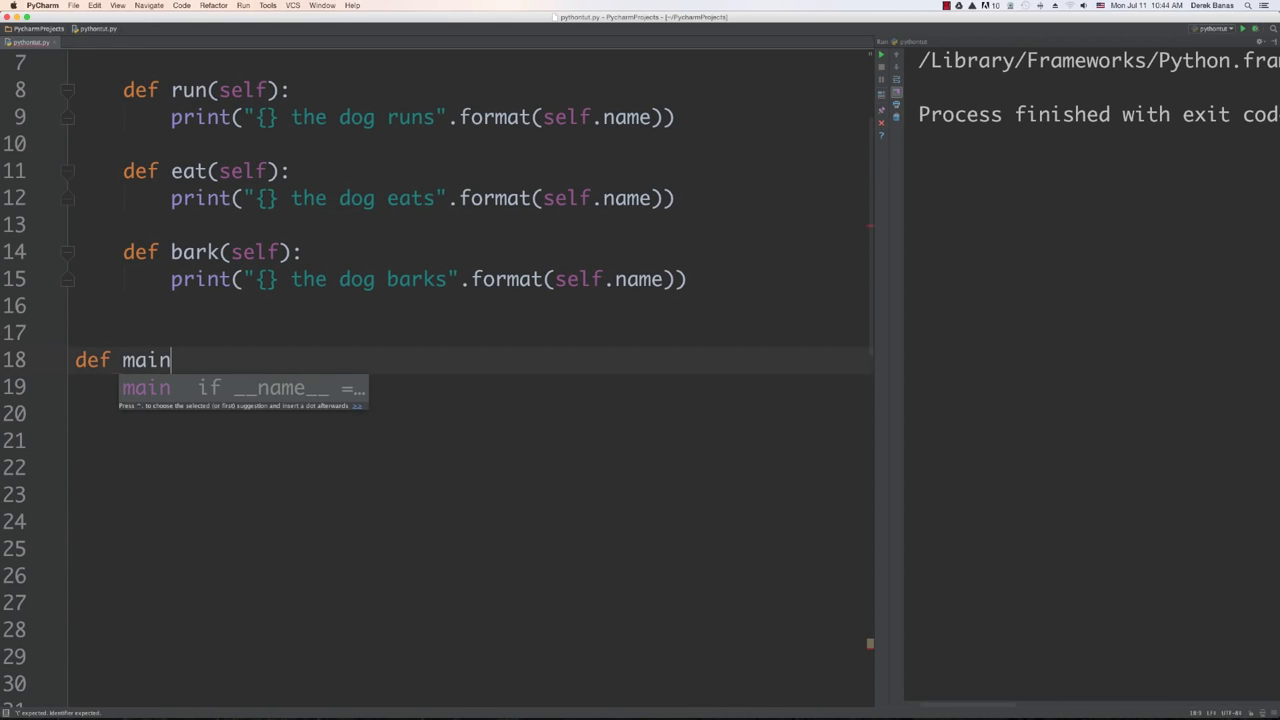 PyCharm File Edit View Navigate Code Refactor Run Tools VCS Window Help
10 Mon Jul 11 10:44 AM Derek Banas
pythontut.py - PycharmProjects - [~/PycharmProjects]
PycharmProjects pythontut.py
pythontut
pythontut.py
Run pythontut
7
8 def run(self):
9 print("{} the dog runs".format(self.name))
10
11 def eat(self):
12 print("{} the dog eats".format(self.name))
13
14 def bark(self):
15 print("{} the dog barks".format(self.name))
16
17
18 def main
19
main if __name__ =…
Press ^. to choose the selected (or first) suggestion and insert a dot afterwards >>
20
21
22
23
24
25
26
27
28
29
30
31
/Library/Frameworks/Python.fra
Process finished with exit cod
'(' expected. Identifier expected.
18:9 LF÷ UTF-8÷